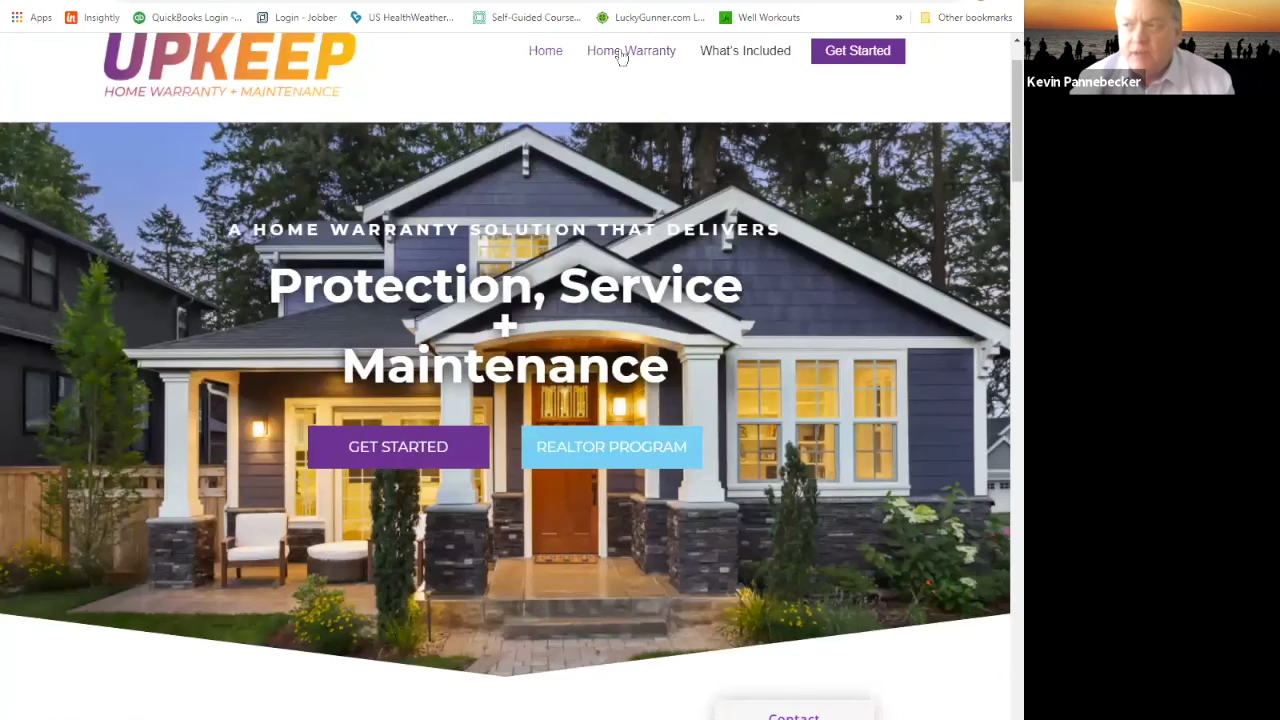 Apps
Insightly
QuickBooks Login -...
Login - Jobber
US HealthWeather...
Self-Guided Course...
LuckyGunner.com L...
Well Workouts
»
Other bookmarks
UPKEEP
HOME WARRANTY + MAINTENANCE
Home
Home Warranty
What's Included
Get Started
Kevin Pannebecker
A HOME WARRANTY SOLUTION THAT DELIVERS
Protection, Service
+
Maintenance
GET STARTED
REALTOR PROGRAM
Contact